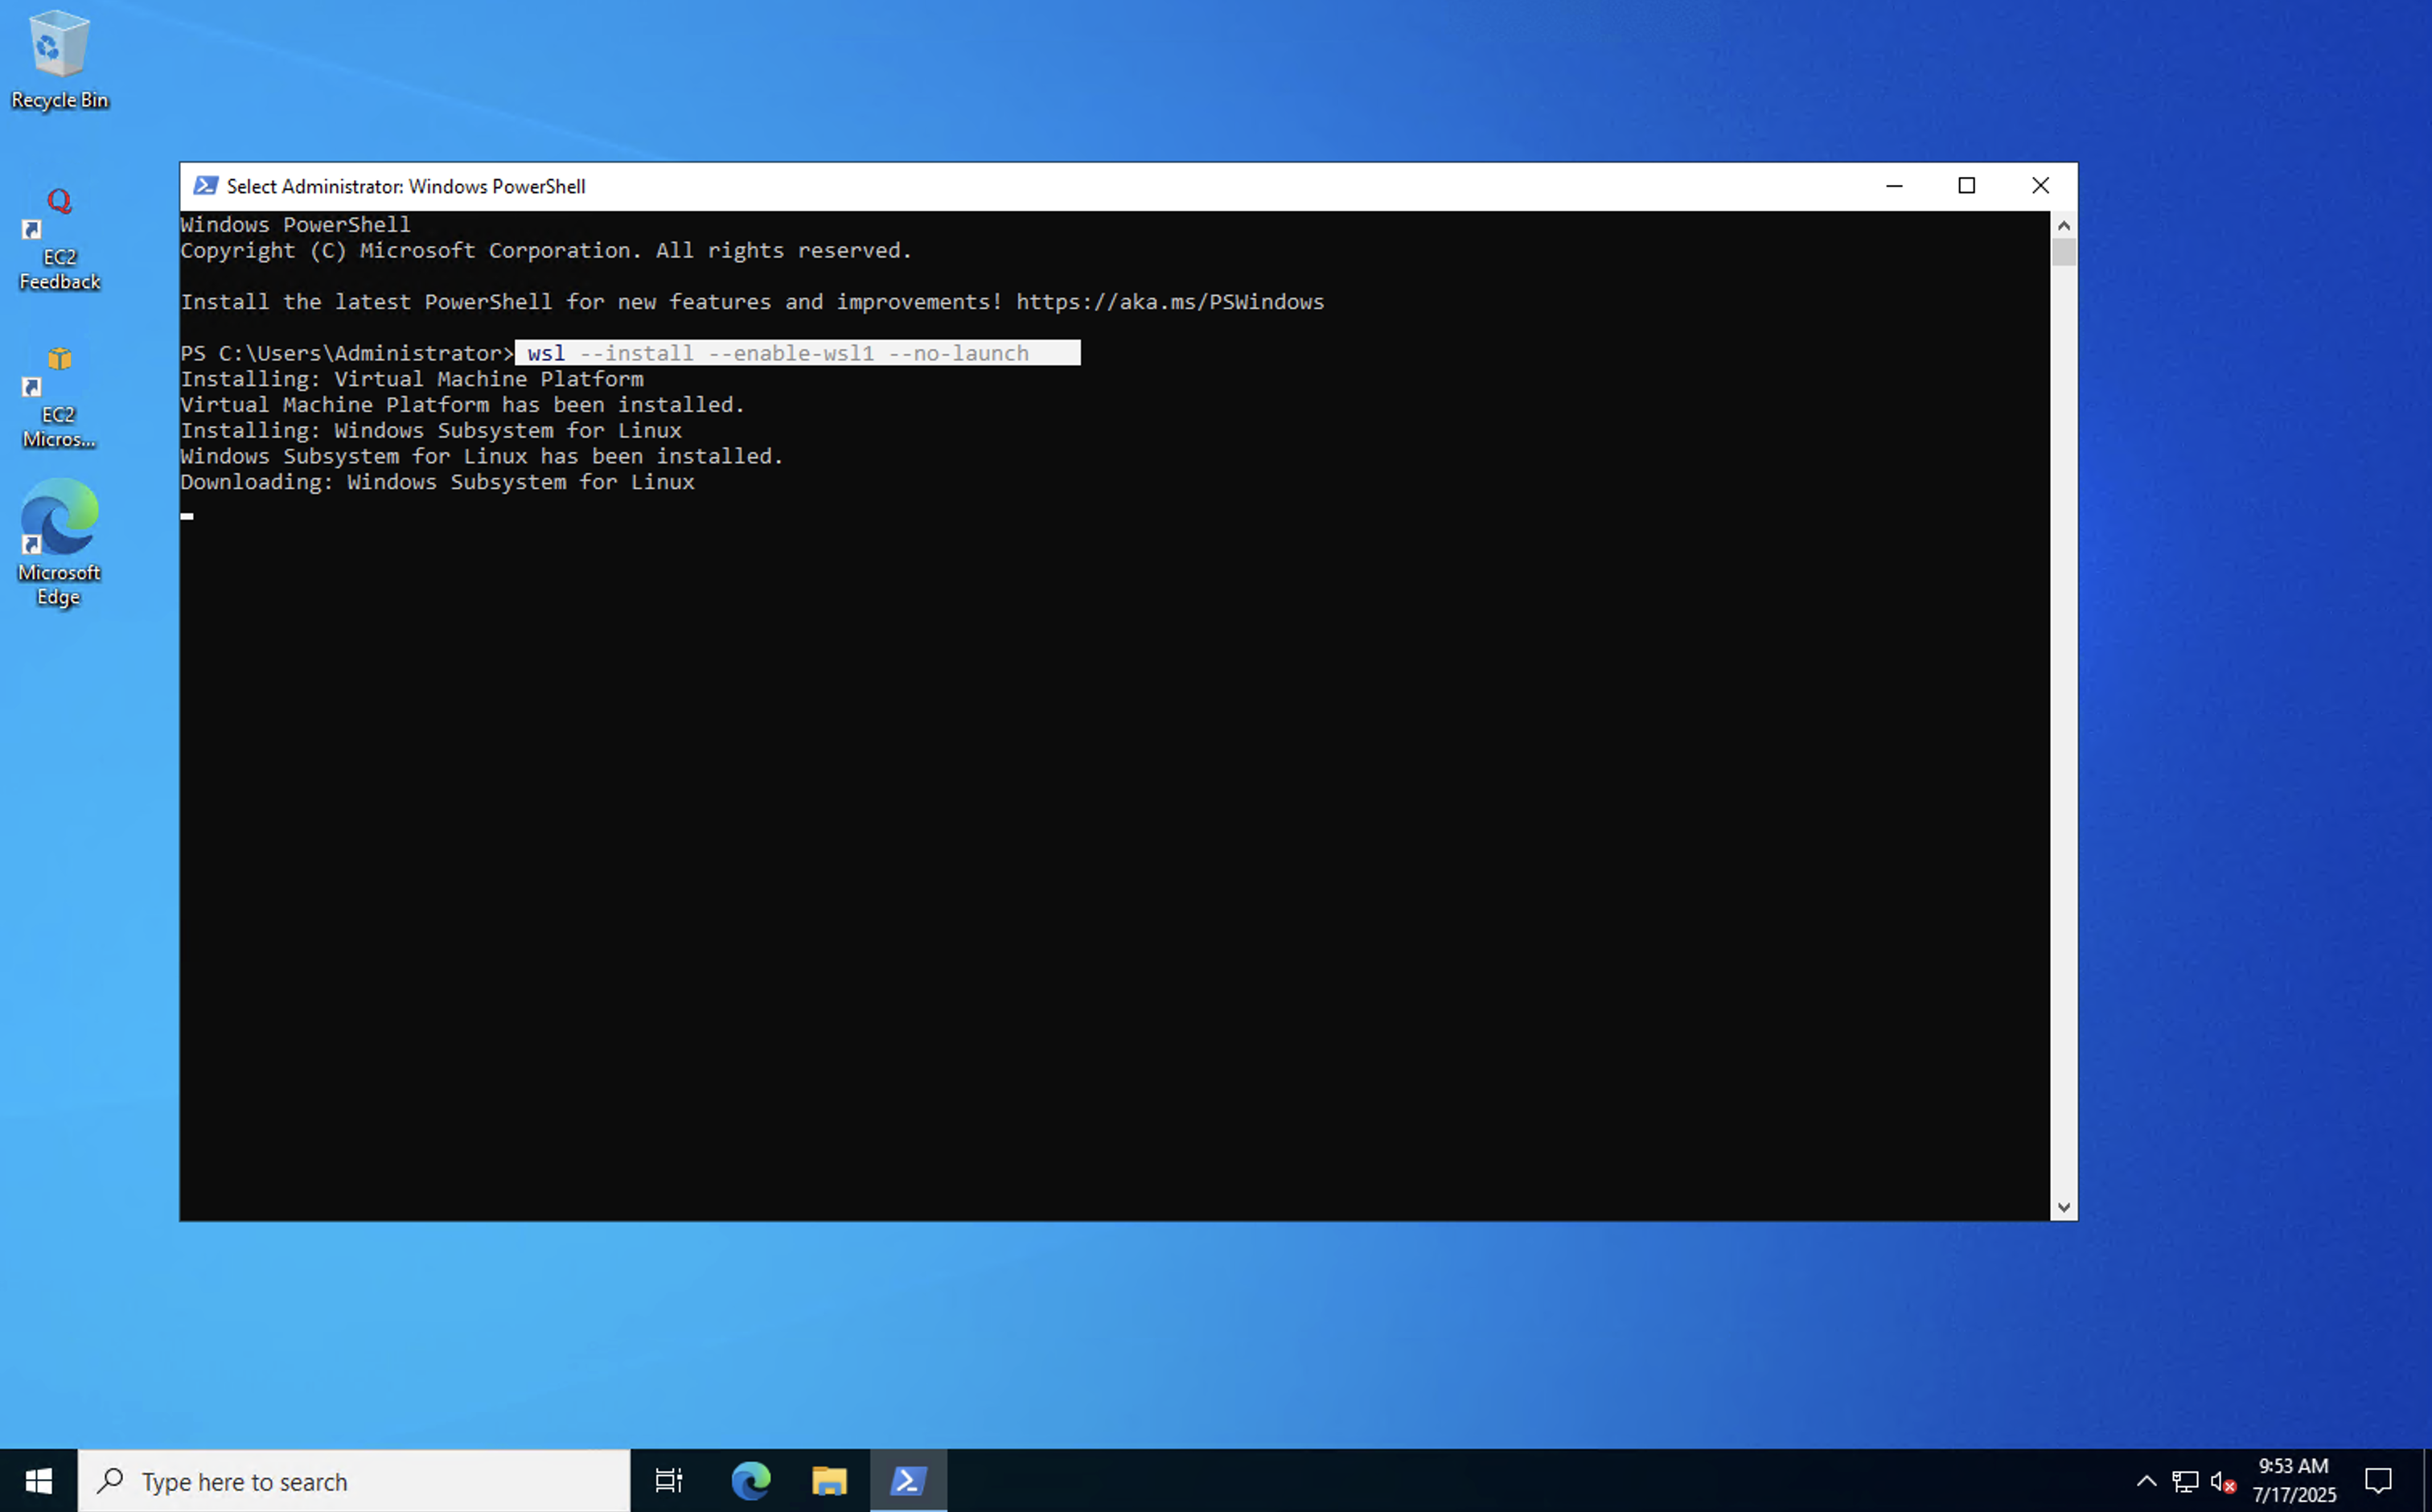 Recycle Bin
EC2
Feedback
EC2
Micros...
Microsoft
Edge
Select Administrator: Windows PowerShell
Windows PowerShell
Copyright (C) Microsoft Corporation. All rights reserved.
Install the latest PowerShell for new features and improvements! https://aka.ms/PSWindows
PS C:\Users\Administrator> wsl --install --enable-wsl1 --no-launch
Installing: Virtual Machine Platform
Virtual Machine Platform has been installed.
Installing: Windows Subsystem for Linux
Windows Subsystem for Linux has been installed.
Downloading: Windows Subsystem for Linux
Type here to search
9:53 AM
7/17/2025